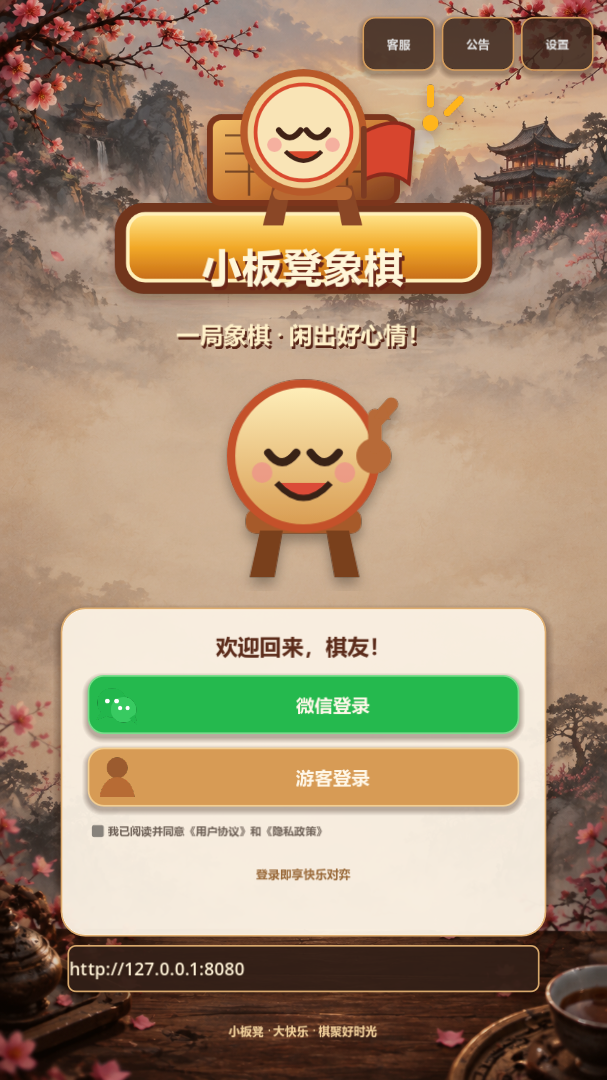 客服 公告 设置
小板凳象棋
一局象棋 · 闲出好心情!
欢迎回来，棋友!
微信登录
游客登录
我已阅读并同意《用户协议》和《隐私政策》
登录即享快乐对弈
http://127.0.0.1:8080
小板凳 · 大快乐 · 棋聚好时光